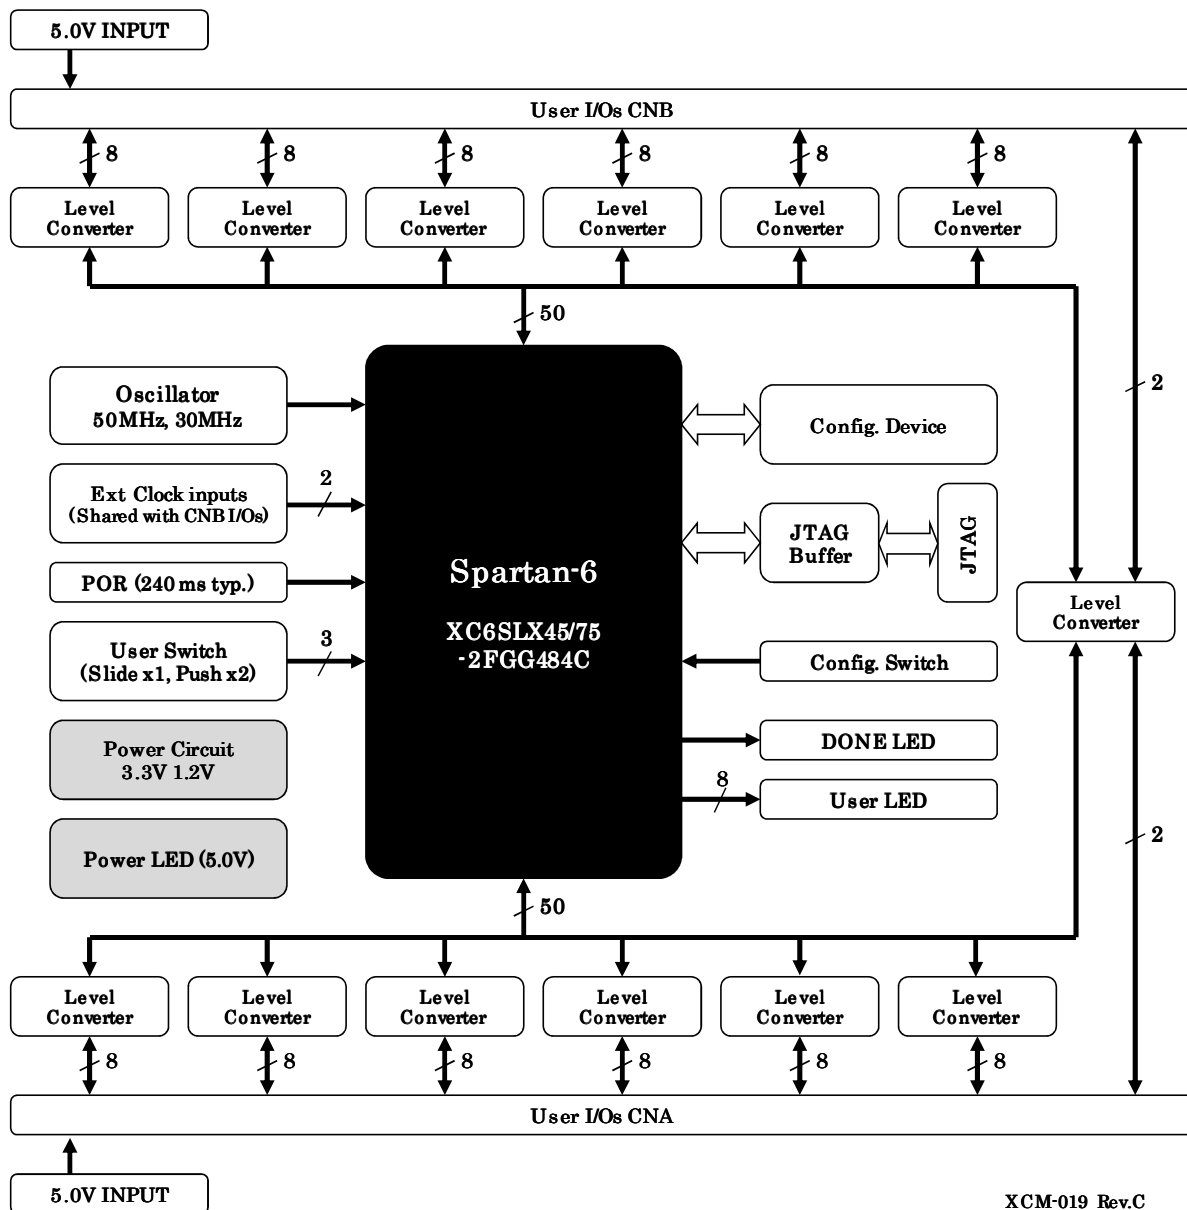 5.0V INPUT
User I/Os CNB
8 8 8 8 8 8
Level Converter
Level Converter
Level Converter
Level Converter
Level Converter
Level Converter
50
2
Oscillator
50MHz, 30MHz
Config. Device
Ext Clock inputs
(Shared with CNB I/Os)
2
JTAG
Buffer
JTAG
POR (240 ms typ.)
Spartan-6
XC6SLX45/75
-2FGG484C
Level
Converter
User Switch
(Slide x1, Push x2)
3
Config. Switch
Power Circuit
3.3V 1.2V
DONE LED
8
User LED
2
Power LED (5.0V)
50
Level Converter
Level Converter
Level Converter
Level Converter
Level Converter
Level Converter
8 8 8 8 8 8
User I/Os CNA
5.0V INPUT
XCM-019 Rev.C